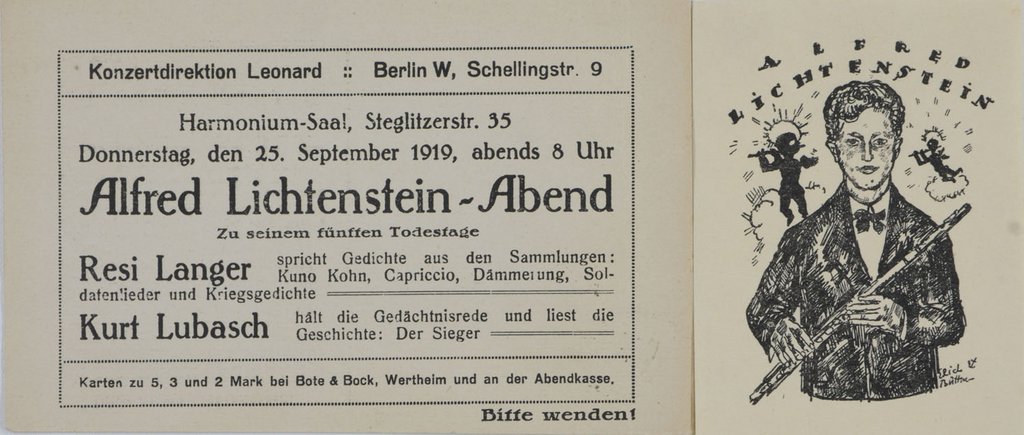 Konzertdirektion Leonard :: Berlin W, Schellingstr. 9
Harmonium-Saal, Steglitzerstr. 35
Donnerstag, den 25. September 1919, abends 8 Uhr
Alfred Lichtenstein-Abend
Zu seinem fünften Todestage
Resi Langer spricht Gedichte aus den Sammlungen:
Kuno Kohn, Capriccio, Dämmerung, Sol-
datenlieder und Kriegsgedichte
Kurt Lubasch hält die Gedächtnisrede und liest die
Geschichte: Der Sieger
Karten zu 5, 3 und 2 Mark bei Bote & Bock, Wertheim und an der Abendkasse.
Bitte wenden!
ALFRED
LICHTENSTEIN
Erich
Büttner